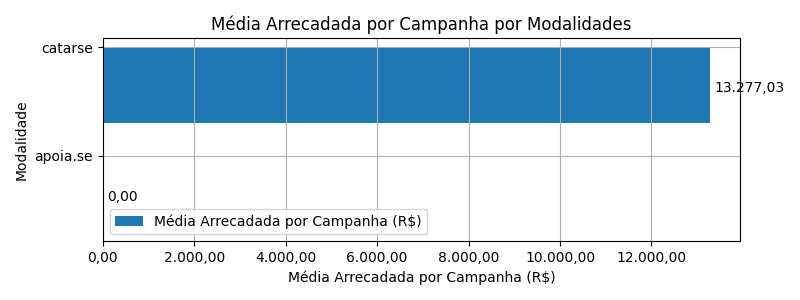 Média Arrecadada por Campanha por Modalidades
catarse
13.277,03
Modalidade
apoia.se
0,00
Média Arrecadada por Campanha (R$)
0,00
2.000,00
4.000,00
6.000,00
8.000,00
10.000,00
12.000,00
Média Arrecadada por Campanha (R$)